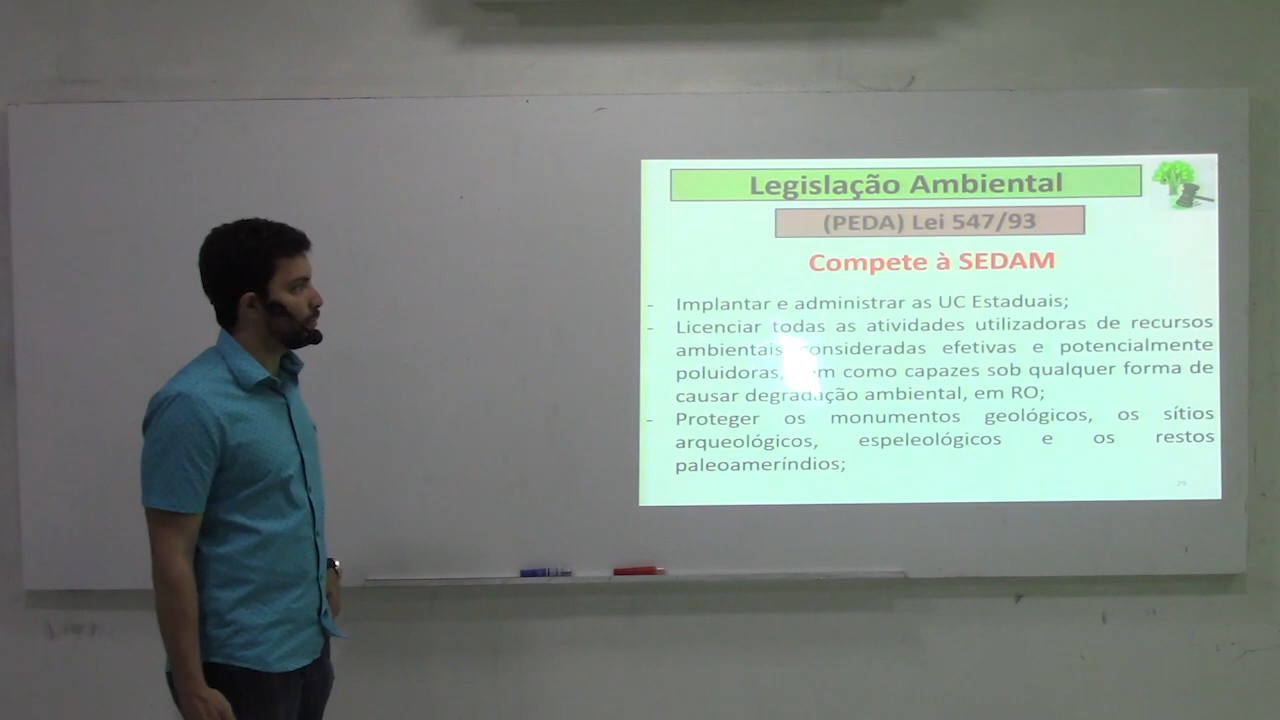 Legislação Ambiental
(PEDA) Lei 547/93
Compete à SEDAM
- Implantar e administrar as UC Estaduais;
- Licenciar todas as atividades utilizadoras de recursos
ambientais consideradas efetivas e potencialmente
poluidoras, bem como capazes sob qualquer forma de
causar degradação ambiental, em RO;
- Proteger os monumentos geológicos, os sítios
arqueológicos, espeleológicos e os restos
paleoameríndios;
29